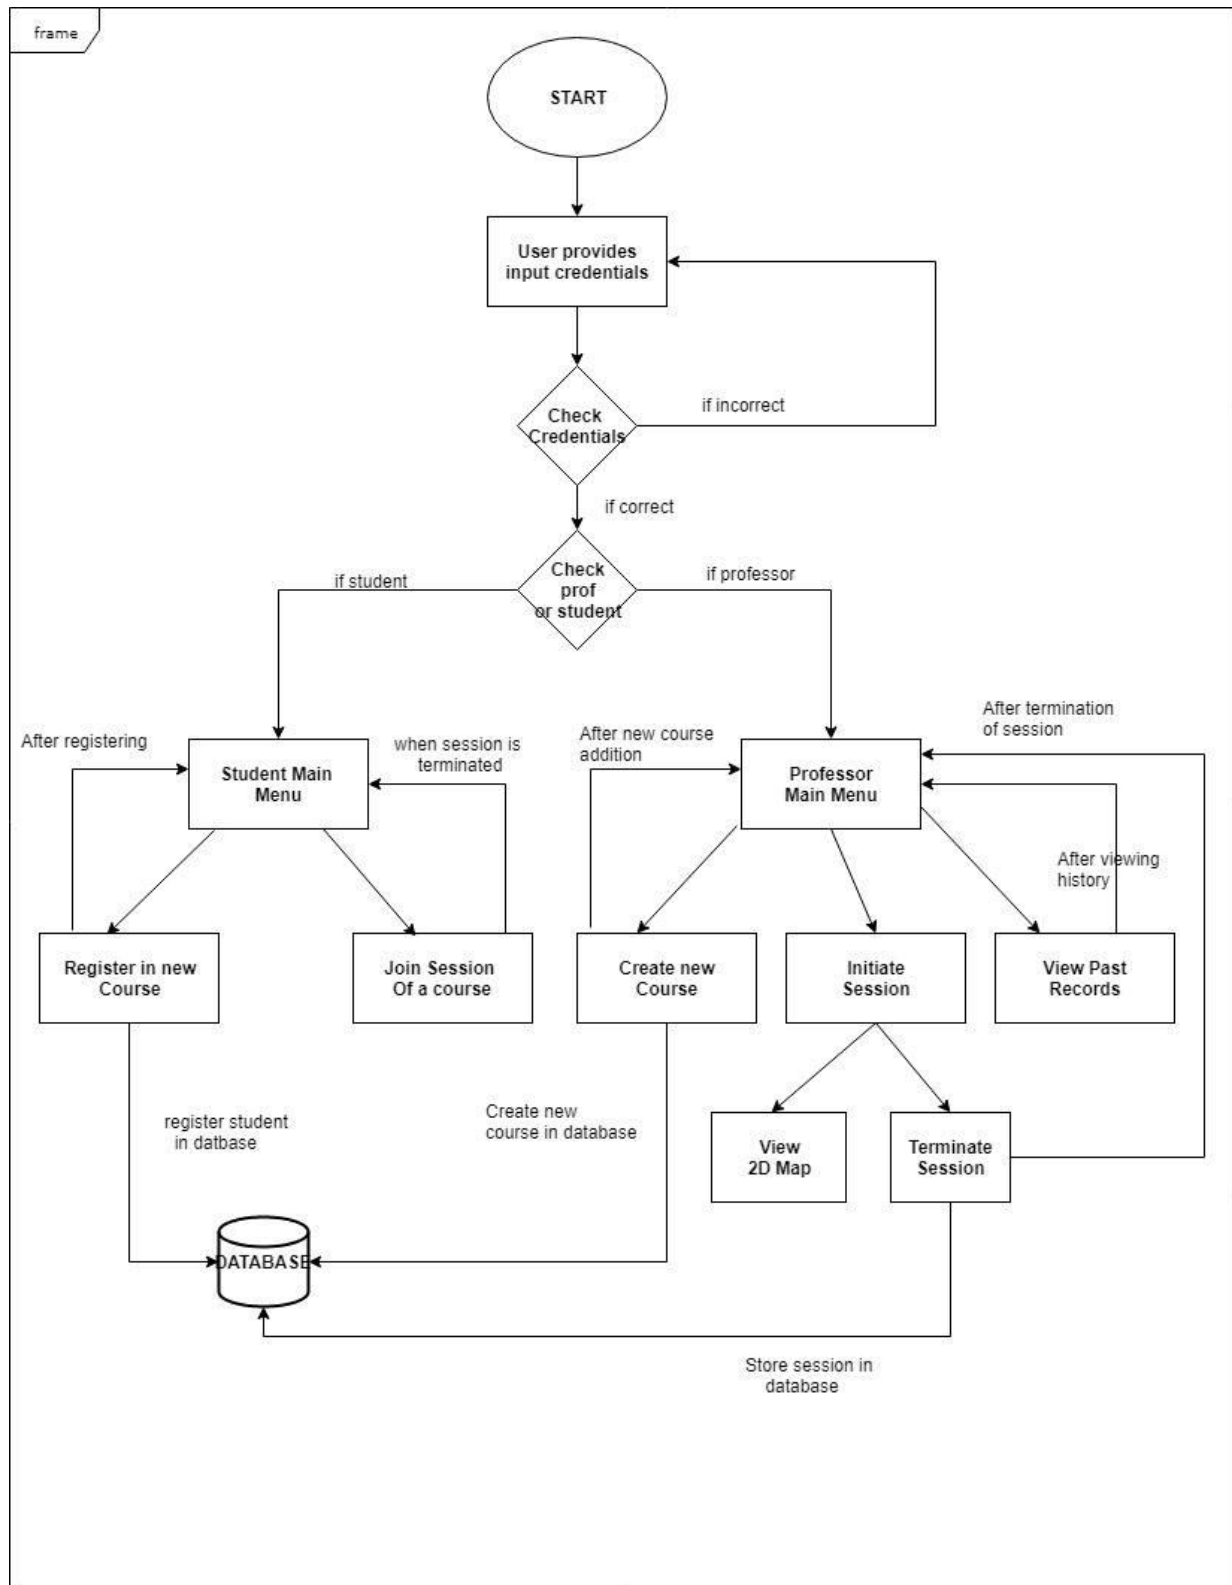 frame
START
User provides
input credentials
Check
Credentials
if incorrect
if correct
Check
prof
or student
if student
if professor
After registering
Student Main
Menu
when session is
terminated
After new course
addition
Professor
Main Menu
After termination
of session
After viewing
history
Register in new
Course
Join Session
Of a course
Create new
Course
Initiate
Session
View Past
Records
register student
in datbase
Create new
course in database
View
2D Map
Terminate
Session
DATABASE
Store session in
database